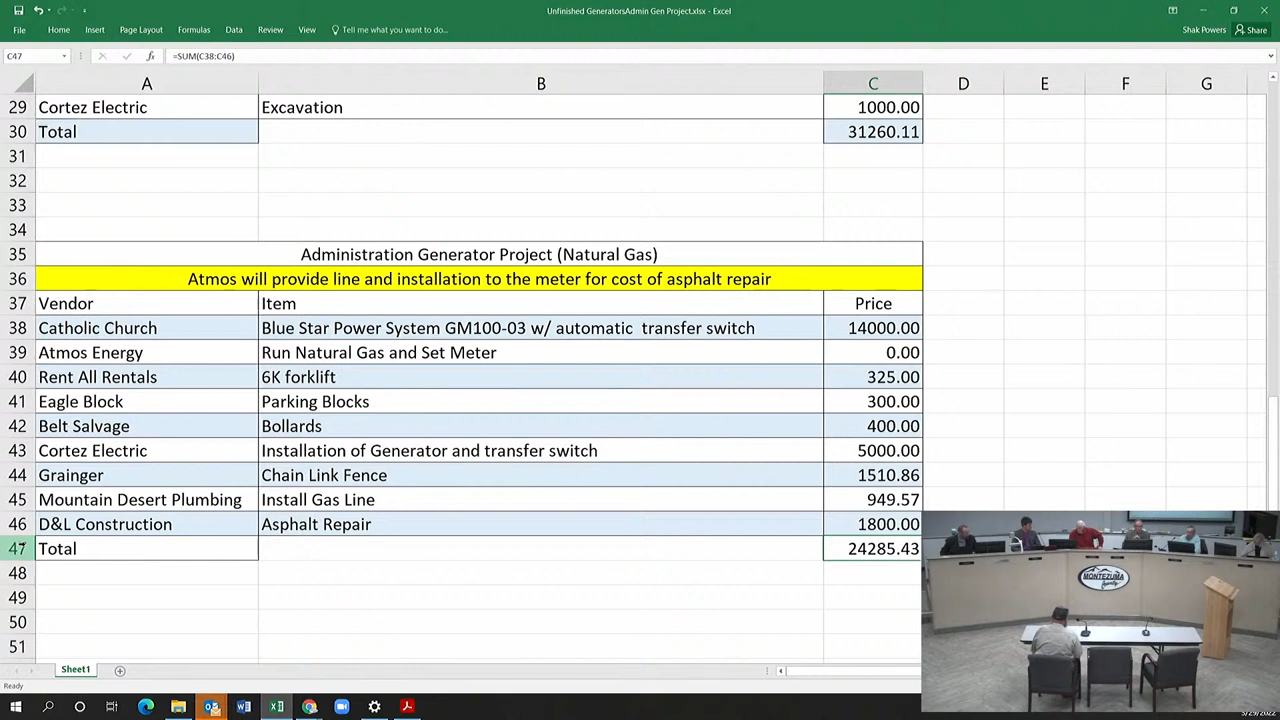 Unfinished GeneratorsAdmin Gen Project.xlsx - Excel
File Home Insert Page Layout Formulas Data Review View Tell me what you want to do... Shak Powers Share
C47 fx =SUM(C38:C46)
A B C D E F G
29 Cortez Electric Excavation 1000.00
30 Total 31260.11
31
32
33
34
35 Administration Generator Project (Natural Gas)
36 Atmos will provide line and installation to the meter for cost of asphalt repair
37 Vendor Item Price
38 Catholic Church Blue Star Power System GM100-03 w/ automatic transfer switch 14000.00
39 Atmos Energy Run Natural Gas and Set Meter 0.00
40 Rent All Rentals 6K forklift 325.00
41 Eagle Block Parking Blocks 300.00
42 Belt Salvage Bollards 400.00
43 Cortez Electric Installation of Generator and transfer switch 5000.00
44 Grainger Chain Link Fence 1510.86
45 Mountain Desert Plumbing Install Gas Line 949.57
46 D&L Construction Asphalt Repair 1800.00
47 Total 24285.43
48
49
50
51
MONTEZUMA
Sheet1
Ready